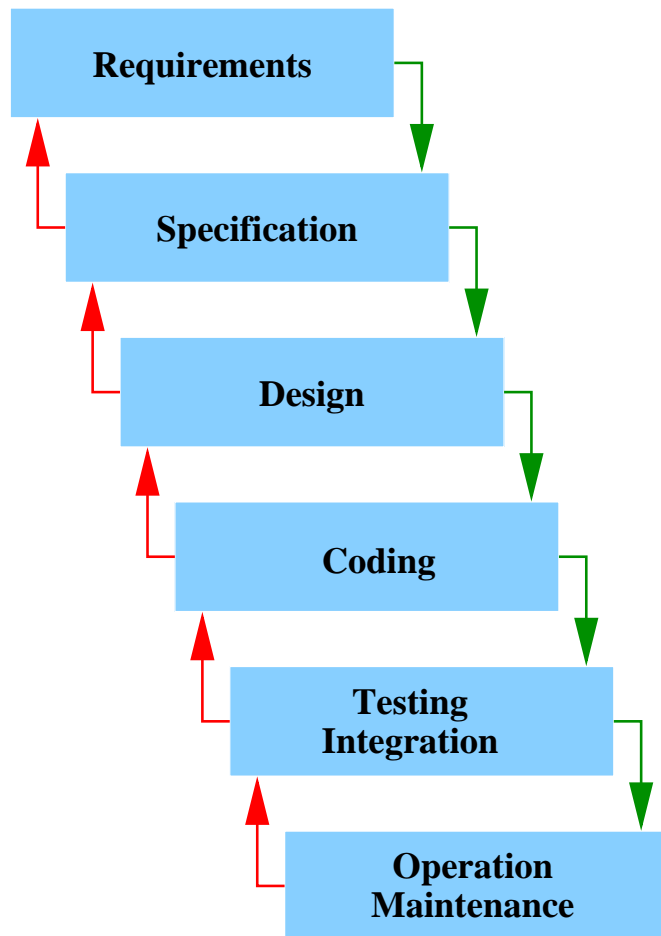 Requirements
Specification
Design
Coding
Testing
Integration
Operation
Maintenance